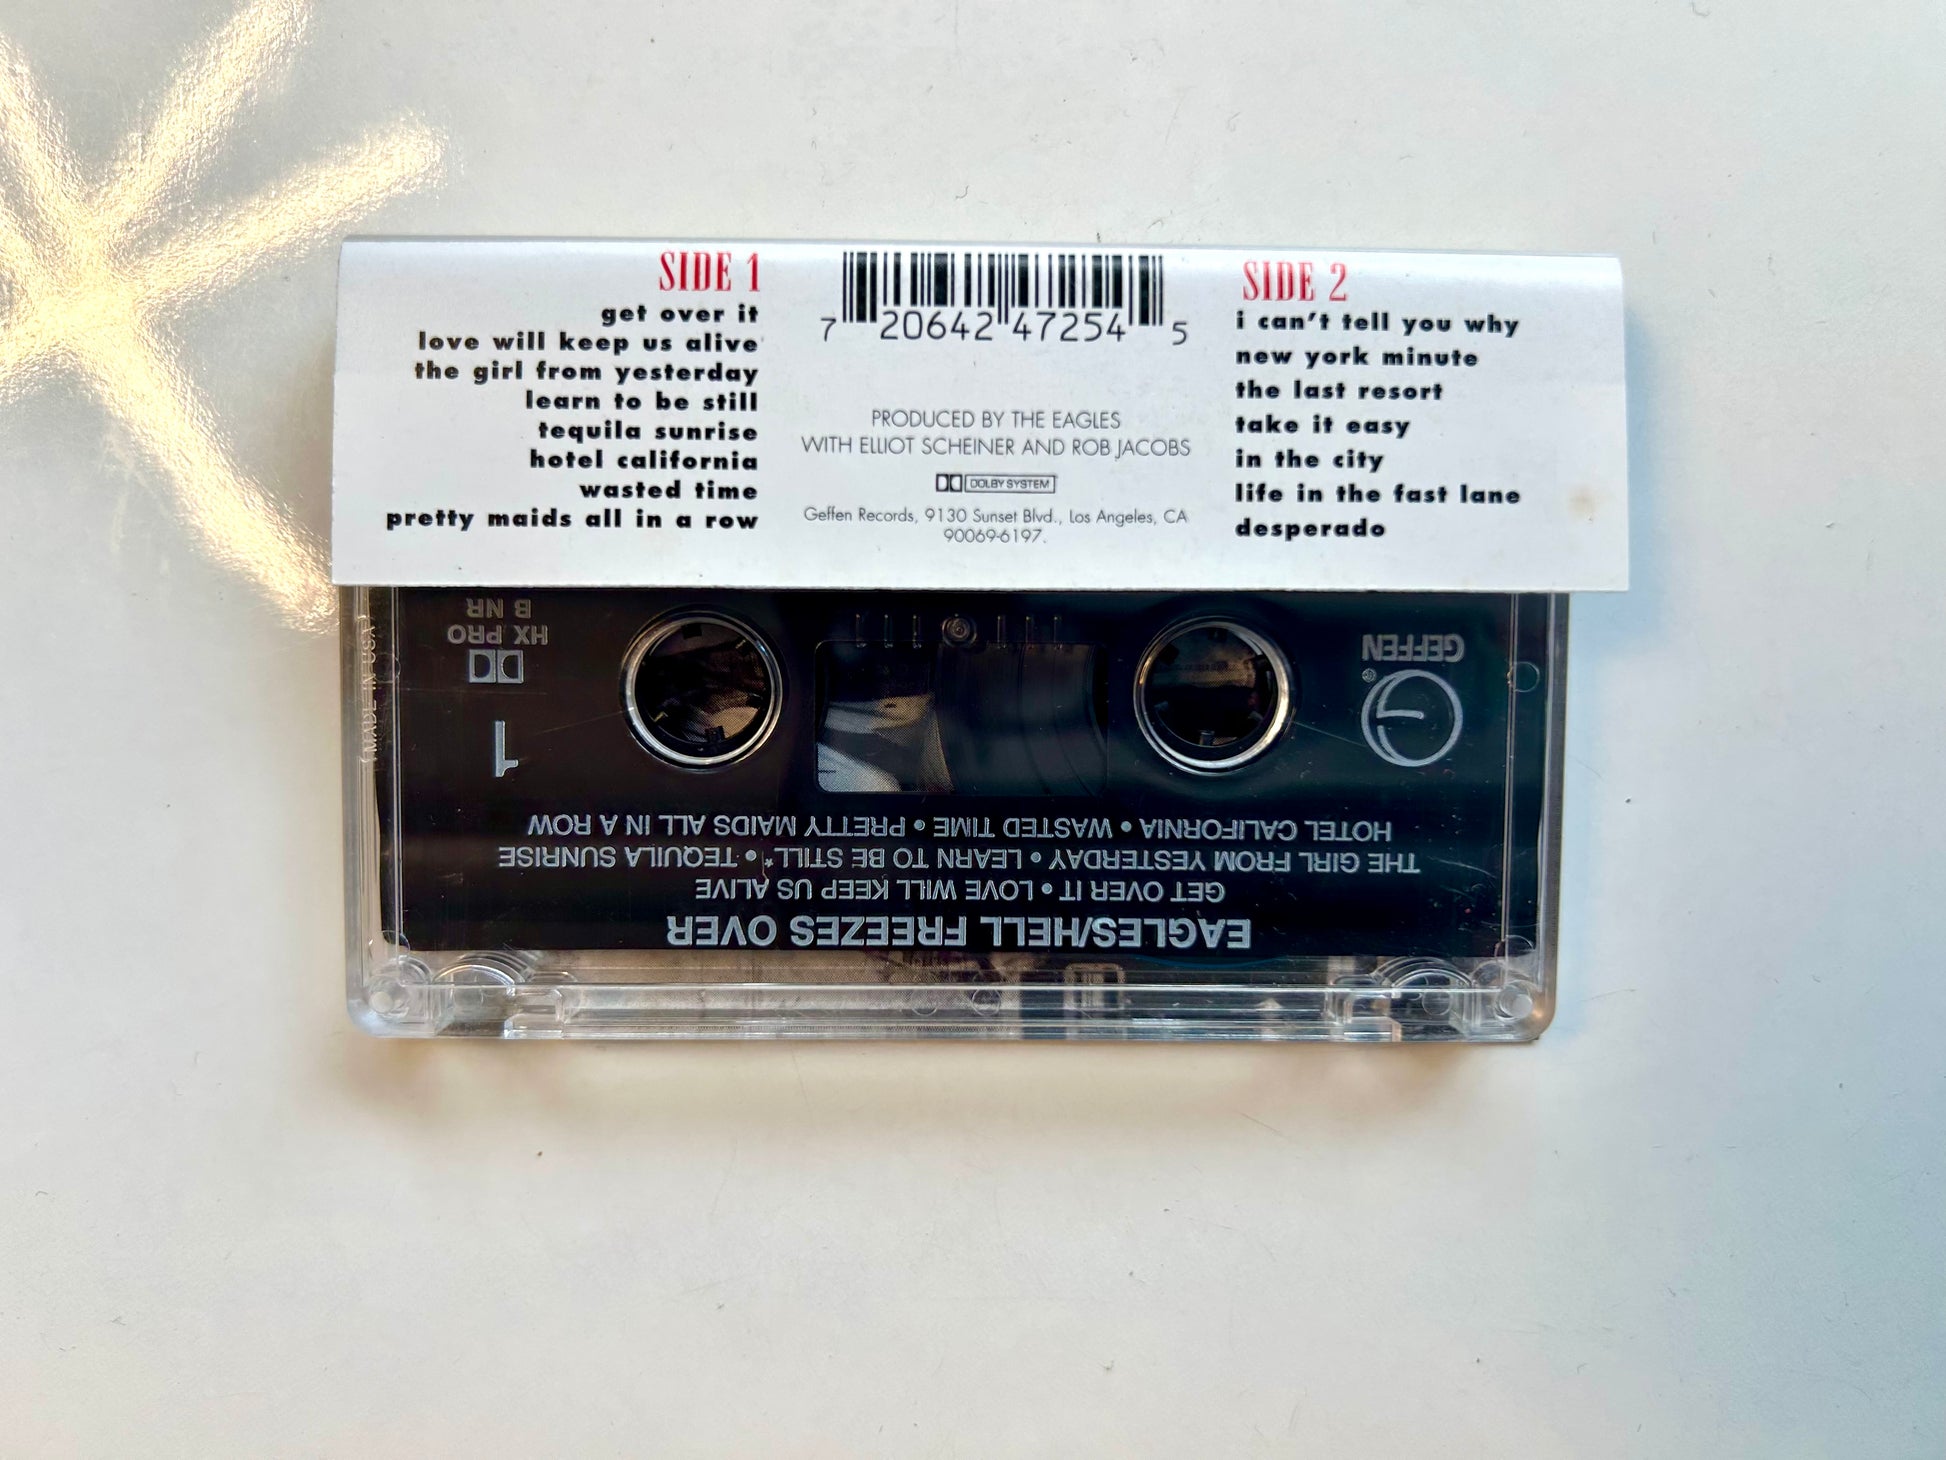 SIDE 1
get over it
love will keep us alive
the girl from yesterday
learn to be still
tequila sunrise
hotel california
wasted time
pretty maids all in a row
7 20642 47254 5
PRODUCED BY THE EAGLES
WITH ELLIOT SCHEINER AND ROB JACOBS
DOLBY SYSTEM
Geffen Records, 9130 Sunset Blvd., Los Angeles, CA
90069-6197.
SIDE 2
i can't tell you why
new york minute
the last resort
take it easy
in the city
life in the fast lane
desperado
EAGLES/HELL FREEZES OVER
GET OVER IT • LOVE WILL KEEP US ALIVE
THE GIRL FROM YESTERDAY • LEARN TO BE STILL* • TEQUILA SUNRISE
HOTEL CALIFORNIA • WASTED TIME • PRETTY MAIDS ALL IN A ROW
G®
GEFFEN
1
HX PRO
B NR
MADE IN USA